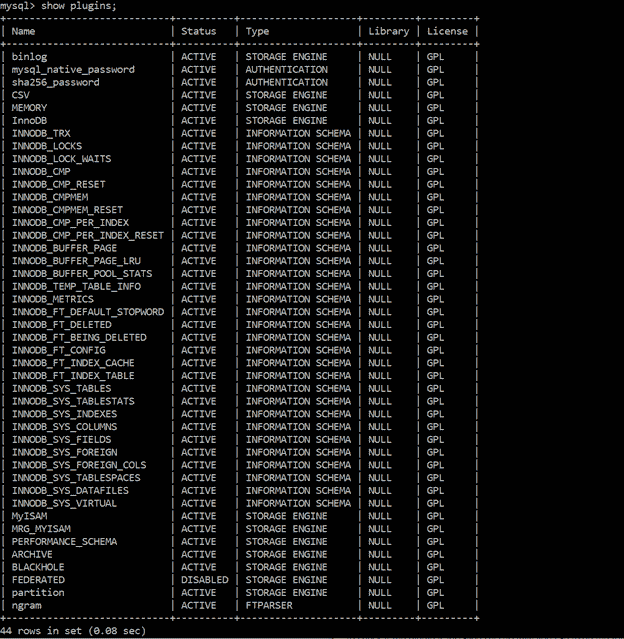 mysql> show plugins;
+----------------------------+----------+--------------------+---------+---------+
| Name                       | Status   | Type               | Library | License |
+----------------------------+----------+--------------------+---------+---------+
| binlog                     | ACTIVE   | STORAGE ENGINE     | NULL    | GPL     |
| mysql_native_password      | ACTIVE   | AUTHENTICATION     | NULL    | GPL     |
| sha256_password            | ACTIVE   | AUTHENTICATION     | NULL    | GPL     |
| CSV                        | ACTIVE   | STORAGE ENGINE     | NULL    | GPL     |
| MEMORY                     | ACTIVE   | STORAGE ENGINE     | NULL    | GPL     |
| InnoDB                     | ACTIVE   | STORAGE ENGINE     | NULL    | GPL     |
| INNODB_TRX                 | ACTIVE   | INFORMATION SCHEMA | NULL    | GPL     |
| INNODB_LOCKS               | ACTIVE   | INFORMATION SCHEMA | NULL    | GPL     |
| INNODB_LOCK_WAITS          | ACTIVE   | INFORMATION SCHEMA | NULL    | GPL     |
| INNODB_CMP                 | ACTIVE   | INFORMATION SCHEMA | NULL    | GPL     |
| INNODB_CMP_RESET           | ACTIVE   | INFORMATION SCHEMA | NULL    | GPL     |
| INNODB_CMPMEM              | ACTIVE   | INFORMATION SCHEMA | NULL    | GPL     |
| INNODB_CMPMEM_RESET        | ACTIVE   | INFORMATION SCHEMA | NULL    | GPL     |
| INNODB_CMP_PER_INDEX       | ACTIVE   | INFORMATION SCHEMA | NULL    | GPL     |
| INNODB_CMP_PER_INDEX_RESET | ACTIVE   | INFORMATION SCHEMA | NULL    | GPL     |
| INNODB_BUFFER_PAGE         | ACTIVE   | INFORMATION SCHEMA | NULL    | GPL     |
| INNODB_BUFFER_PAGE_LRU     | ACTIVE   | INFORMATION SCHEMA | NULL    | GPL     |
| INNODB_BUFFER_POOL_STATS   | ACTIVE   | INFORMATION SCHEMA | NULL    | GPL     |
| INNODB_TEMP_TABLE_INFO     | ACTIVE   | INFORMATION SCHEMA | NULL    | GPL     |
| INNODB_METRICS             | ACTIVE   | INFORMATION SCHEMA | NULL    | GPL     |
| INNODB_FT_DEFAULT_STOPWORD | ACTIVE   | INFORMATION SCHEMA | NULL    | GPL     |
| INNODB_FT_DELETED          | ACTIVE   | INFORMATION SCHEMA | NULL    | GPL     |
| INNODB_FT_BEING_DELETED    | ACTIVE   | INFORMATION SCHEMA | NULL    | GPL     |
| INNODB_FT_CONFIG           | ACTIVE   | INFORMATION SCHEMA | NULL    | GPL     |
| INNODB_FT_INDEX_CACHE      | ACTIVE   | INFORMATION SCHEMA | NULL    | GPL     |
| INNODB_FT_INDEX_TABLE      | ACTIVE   | INFORMATION SCHEMA | NULL    | GPL     |
| INNODB_SYS_TABLES          | ACTIVE   | INFORMATION SCHEMA | NULL    | GPL     |
| INNODB_SYS_TABLESTATS      | ACTIVE   | INFORMATION SCHEMA | NULL    | GPL     |
| INNODB_SYS_INDEXES         | ACTIVE   | INFORMATION SCHEMA | NULL    | GPL     |
| INNODB_SYS_COLUMNS         | ACTIVE   | INFORMATION SCHEMA | NULL    | GPL     |
| INNODB_SYS_FIELDS          | ACTIVE   | INFORMATION SCHEMA | NULL    | GPL     |
| INNODB_SYS_FOREIGN         | ACTIVE   | INFORMATION SCHEMA | NULL    | GPL     |
| INNODB_SYS_FOREIGN_COLS    | ACTIVE   | INFORMATION SCHEMA | NULL    | GPL     |
| INNODB_SYS_TABLESPACES     | ACTIVE   | INFORMATION SCHEMA | NULL    | GPL     |
| INNODB_SYS_DATAFILES       | ACTIVE   | INFORMATION SCHEMA | NULL    | GPL     |
| INNODB_SYS_VIRTUAL         | ACTIVE   | INFORMATION SCHEMA | NULL    | GPL     |
| MyISAM                     | ACTIVE   | STORAGE ENGINE     | NULL    | GPL     |
| MRG_MYISAM                 | ACTIVE   | STORAGE ENGINE     | NULL    | GPL     |
| PERFORMANCE_SCHEMA         | ACTIVE   | STORAGE ENGINE     | NULL    | GPL     |
| ARCHIVE                    | ACTIVE   | STORAGE ENGINE     | NULL    | GPL     |
| BLACKHOLE                  | ACTIVE   | STORAGE ENGINE     | NULL    | GPL     |
| FEDERATED                  | DISABLED | STORAGE ENGINE     | NULL    | GPL     |
| partition                  | ACTIVE   | STORAGE ENGINE     | NULL    | GPL     |
| ngram                      | ACTIVE   | FTPARSER           | NULL    | GPL     |
+----------------------------+----------+--------------------+---------+---------+
44 rows in set (0.08 sec)